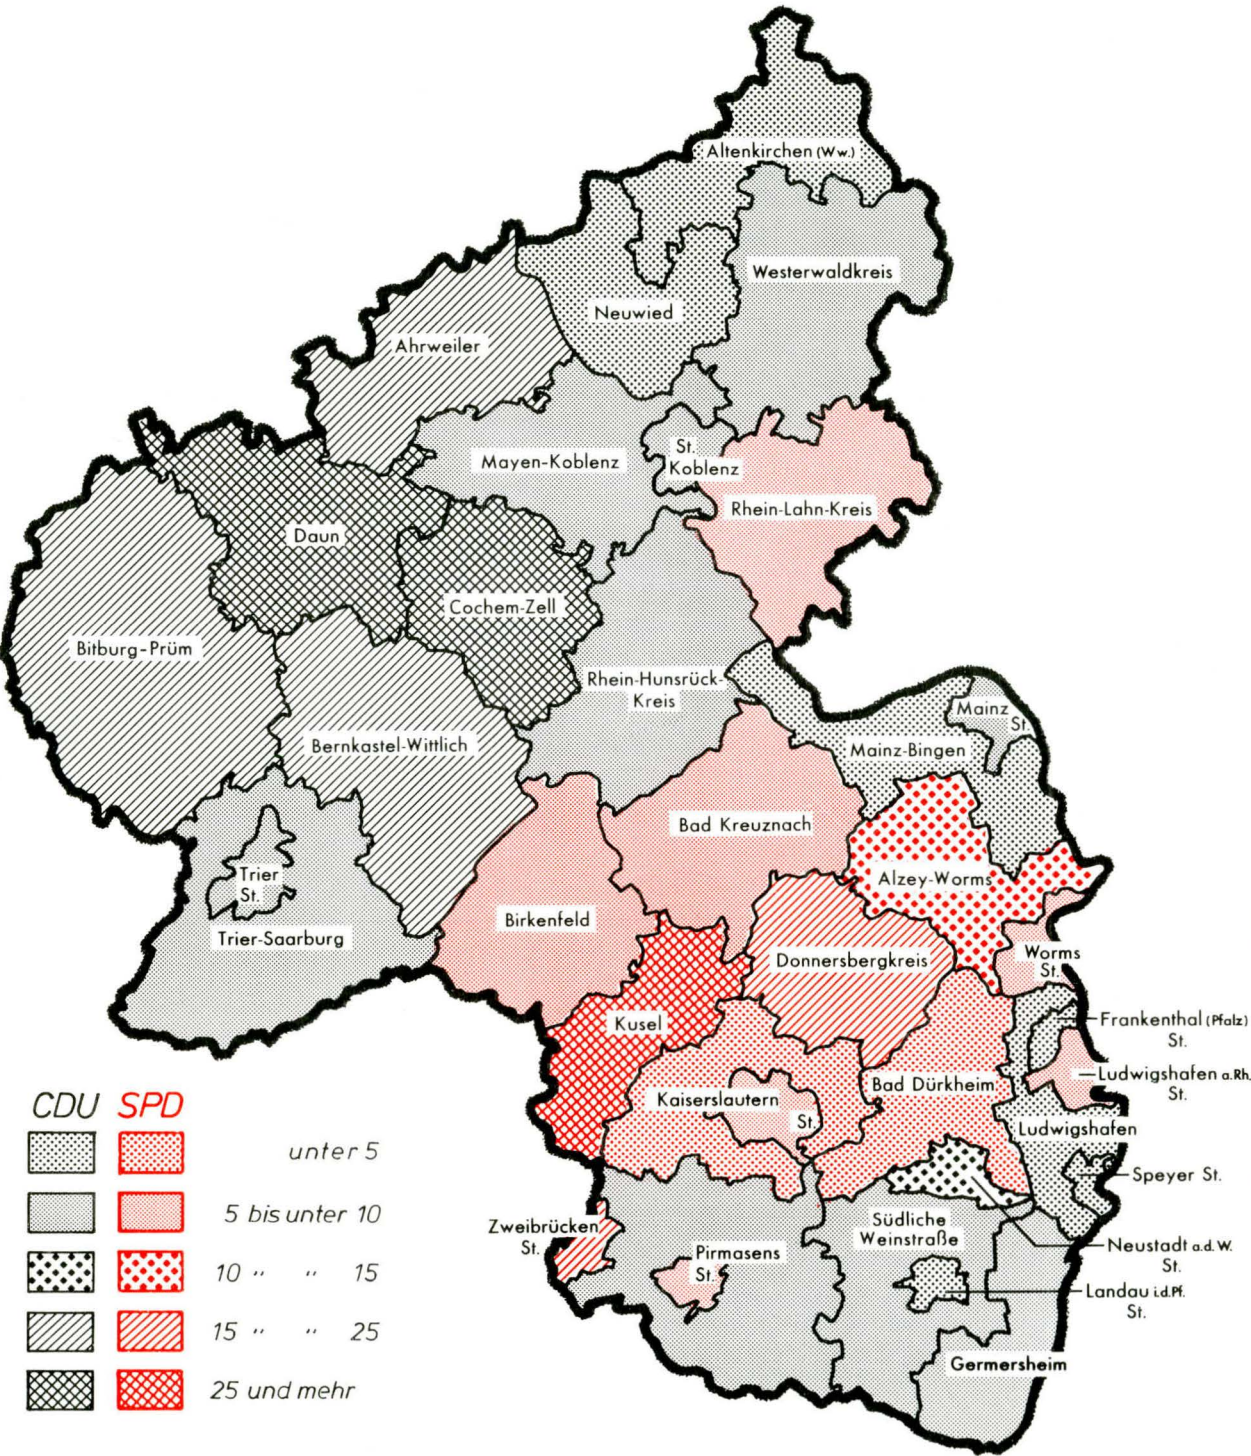 Altenkirchen (Ww.)
Westerwaldkreis
Neuwied
Ahrweiler
St.
Koblenz
Mayen-Koblenz
Rhein-Lahn-Kreis
Daun
Cochem-Zell
Bitburg-Prüm
Rhein-Hunsrück-
Kreis
Mainz
St.
Bernkastel-Wittlich
Mainz-Bingen
Bad Kreuznach
Trier
St.
Alzey-Worms
Birkenfeld
Trier-Saarburg
Donnersbergkreis
Worms
St.
Kusel
Frankenthal (Pfalz)
St.
Ludwigshafen a.Rh.
St.
Bad Dürkheim
Kaiserslautern
St.
Ludwigshafen
Speyer St.
Zweibrücken
St.
Südliche
Weinstraße
Pirmasens
St.
Neustadt a.d.W.
St.
Landau i.d.Pf.
St.
Germersheim
CDU SPD
unter 5
5 bis unter 10
10 " " 15
15 " " 25
25 und mehr